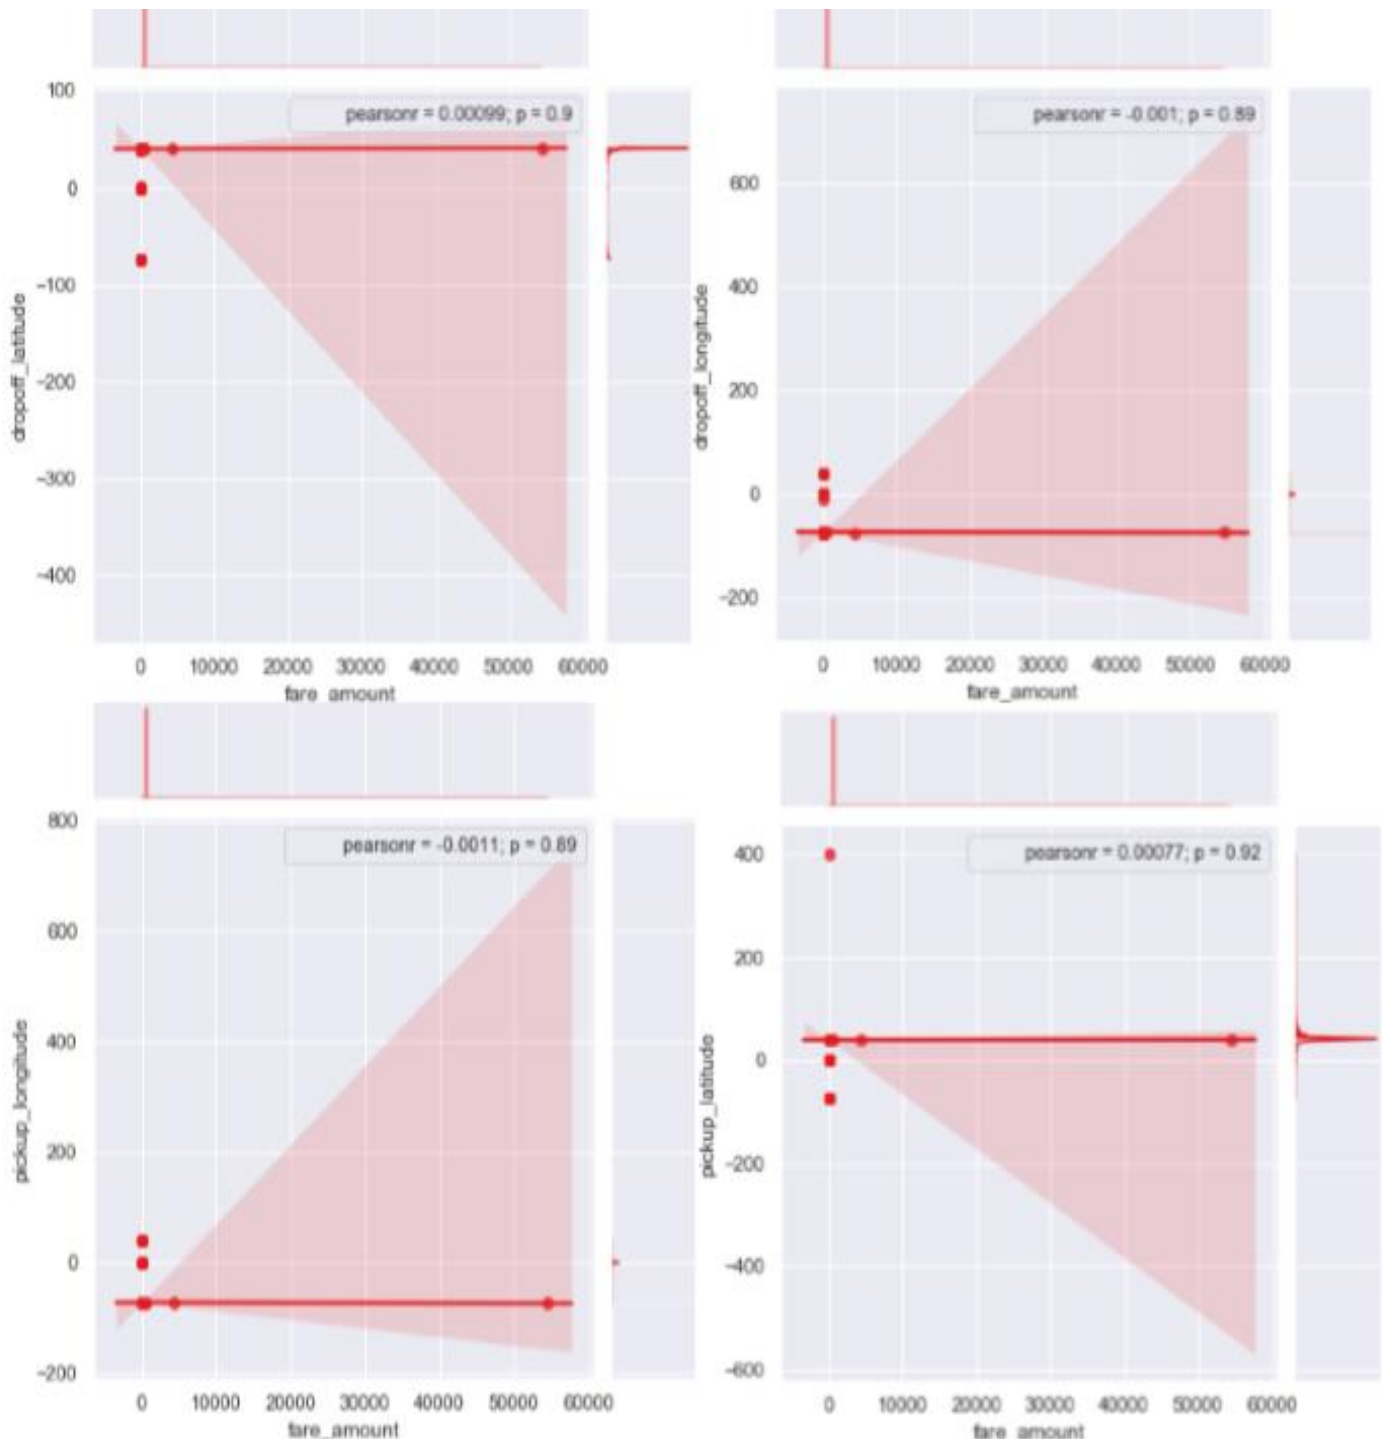 pearsonr = 0.00099; p = 0.9
100
0
−100
−200
−300
−400
dropoff_latitude
0 10000 20000 30000 40000 50000 60000
fare_amount
pearsonr = -0.001; p = 0.89
600
400
200
0
−200
dropoff_longitude
0 10000 20000 30000 40000 50000 60000
fare_amount
pearsonr = -0.0011; p = 0.89
800
600
400
200
0
−200
pickup_longitude
0 10000 20000 30000 40000 50000 60000
fare_amount
pearsonr = 0.00077; p = 0.92
400
200
0
−200
−400
−600
pickup_latitude
0 10000 20000 30000 40000 50000 60000
fare_amount